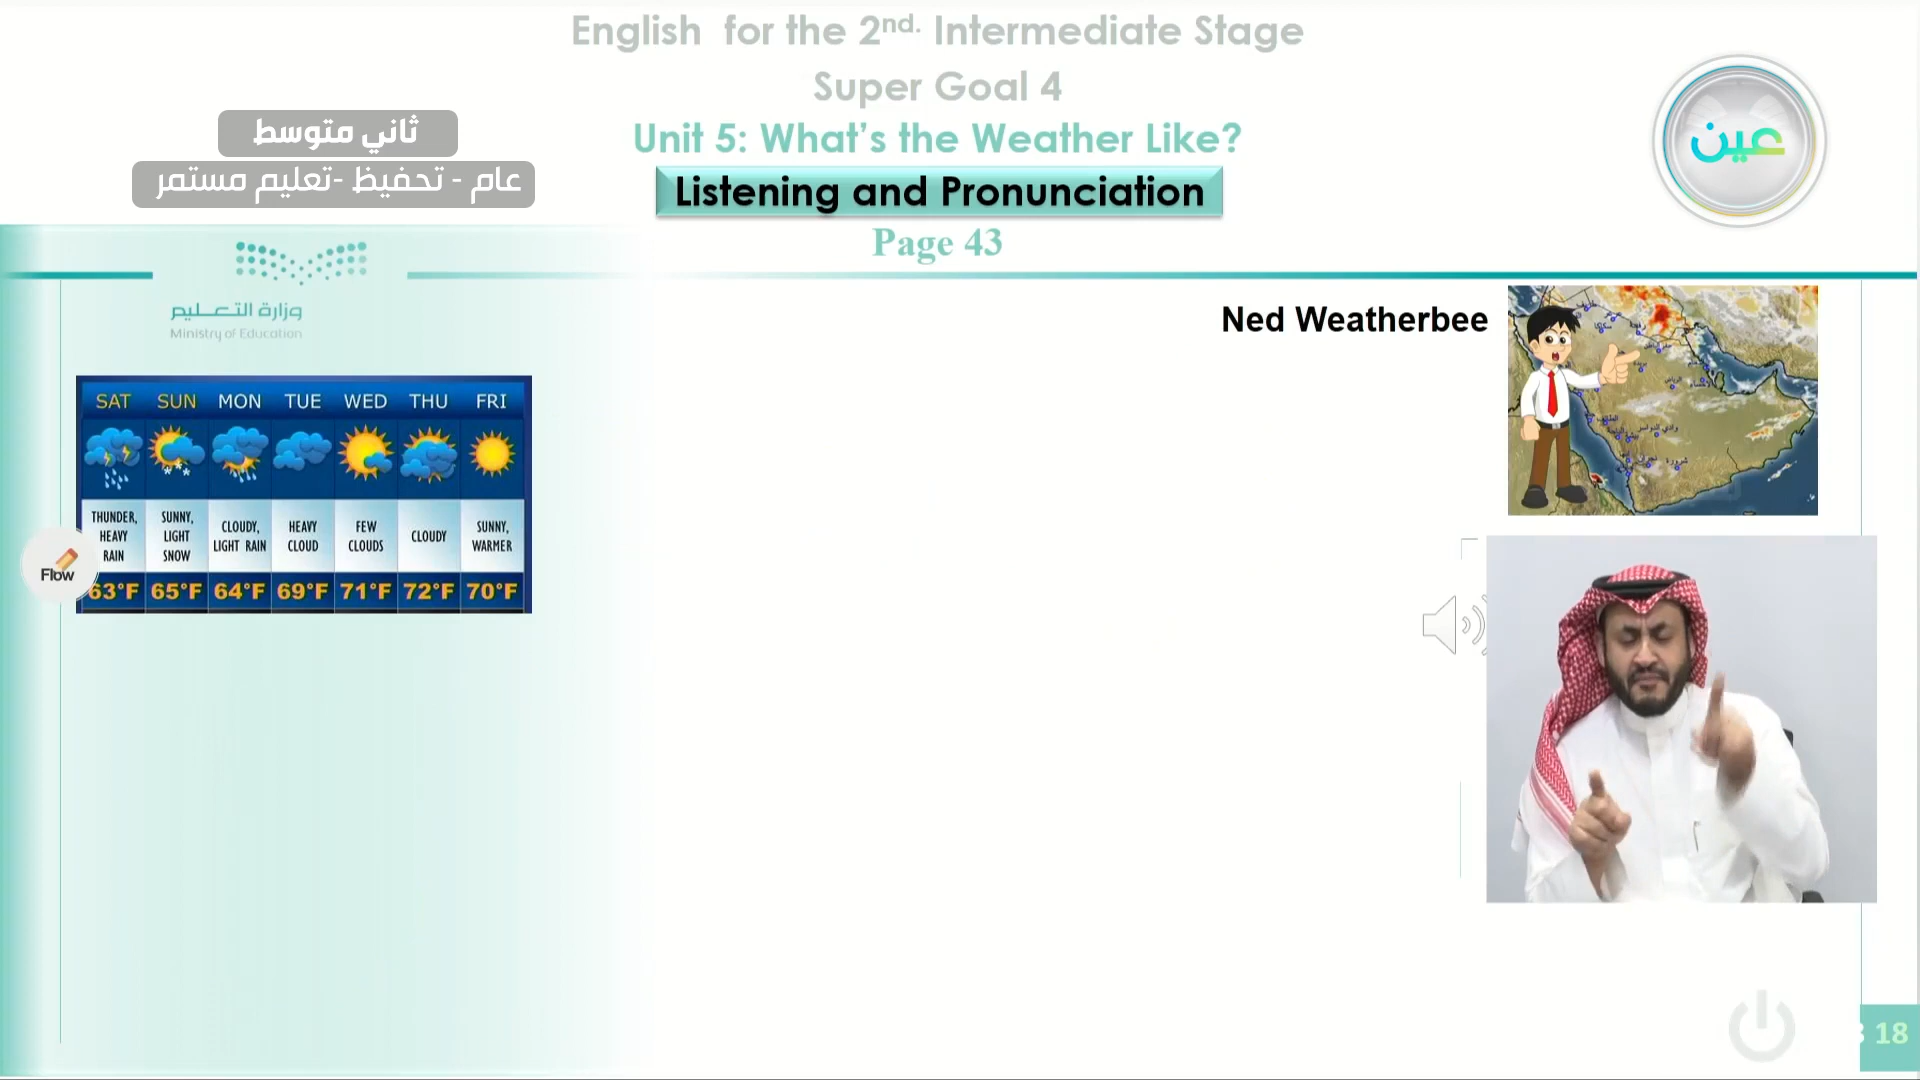 English for the 2nd. Intermediate Stage
Super Goal 4
Unit 5: What's the Weather Like?
Listening and Pronunciation
Page 43
ثاني متوسط
عام - تحفيظ -تعليم مستمر
عين
وزارة التعليم
Ministry of Education
Ned Weatherbee
SAT SUN MON TUE WED THU FRI
THUNDER, HEAVY RAIN
SUNNY, LIGHT SNOW
CLOUDY, LIGHT RAIN
HEAVY CLOUD
FEW CLOUDS
CLOUDY
SUNNY, WARMER
63°F 65°F 64°F 69°F 71°F 72°F 70°F
Flow
18